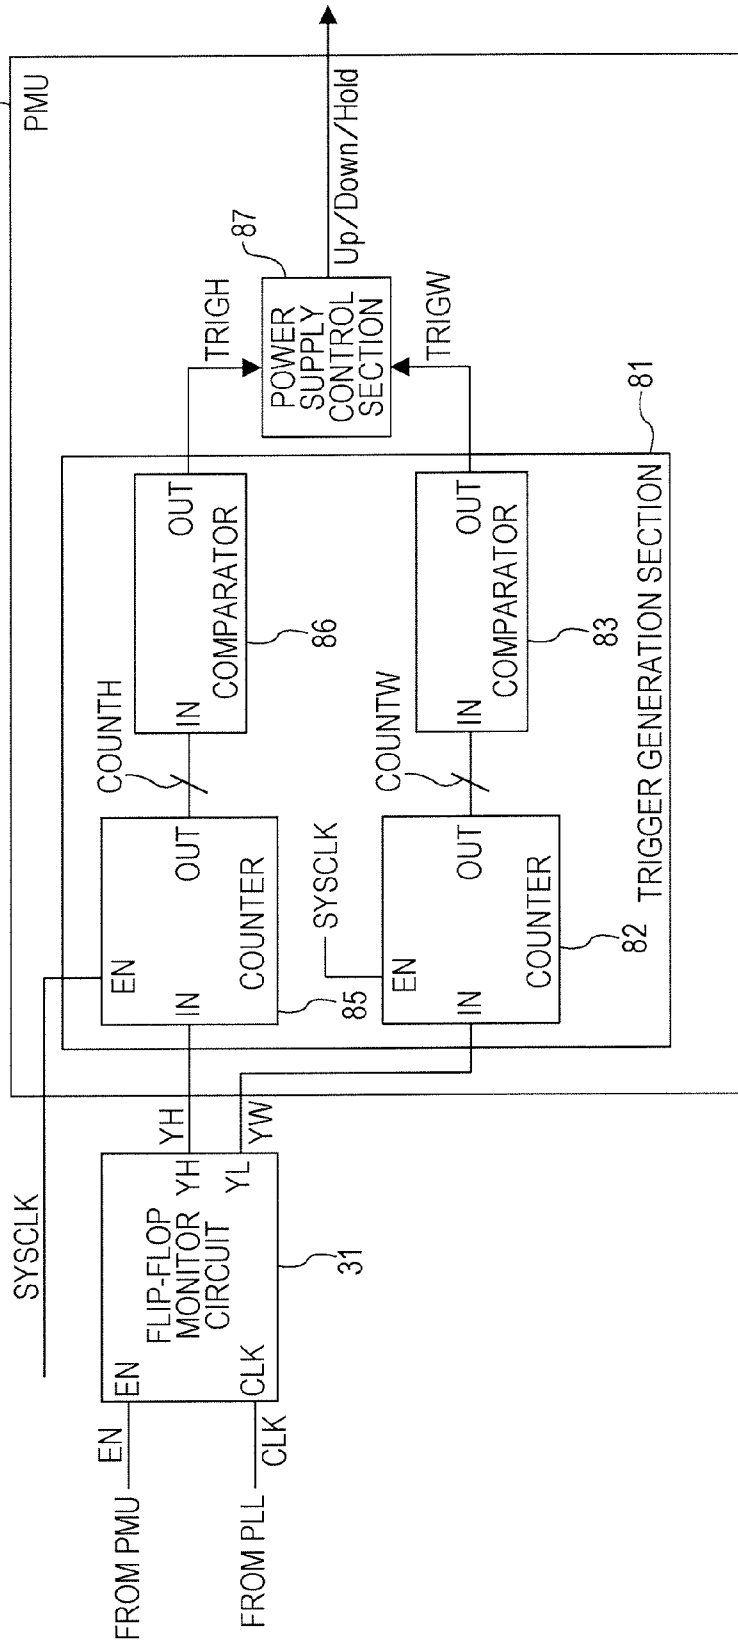 PMU
SYSCLK
FROM PMU
EN
FROM PLL
CLK
EN
CLK
FLIP-FLOP
MONITOR
CIRCUIT
YH
YL
31
YH
YW
EN
IN
OUT
COUNTER
85
COUNTH
IN
OUT
COMPARATOR
86
TRIGH
87
POWER
SUPPLY
CONTROL
SECTION
Up/Down/Hold
SYSCLK
EN
IN
OUT
COUNTER
82
COUNTW
IN
OUT
COMPARATOR
83
TRIGW
TRIGGER GENERATION SECTION
81